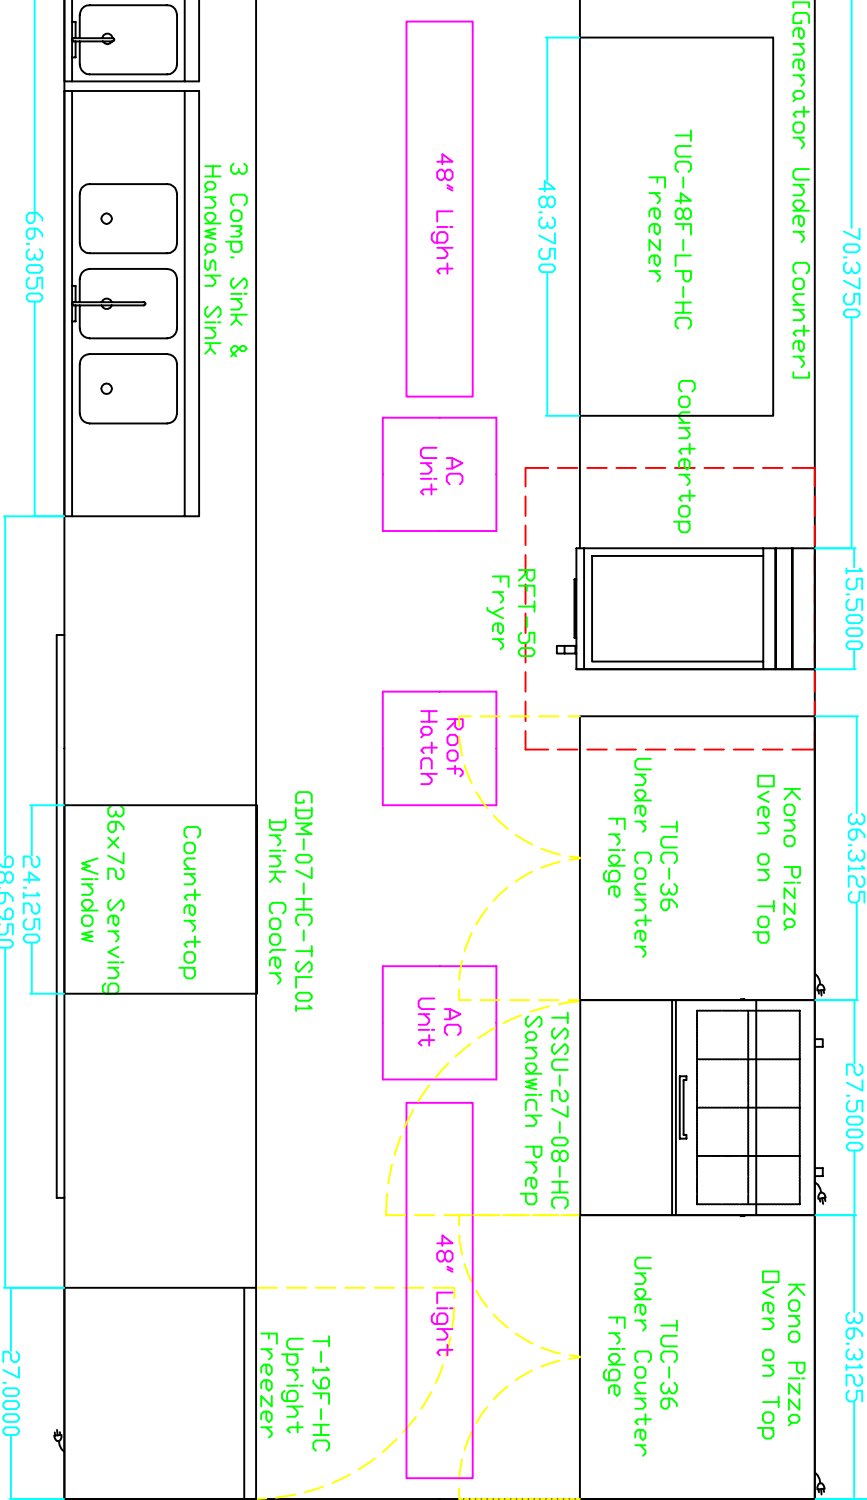 [Generator Under Counter]
70.3750
TUC-48F-LP-HC
Freezer
48.3750
Countertop
48" Light
3 Comp. Sink &
Handwash Sink
66.3050
AC
Unit
15.5000
RFT-50
Fryer
Roof
Hatch
36.3125
Kono Pizza
Oven on Top
TUC-36
Under Counter
Fridge
GDM-07-HC-TSL01
Drink Cooler
Countertop
36x72 Serving
Window
24.1250
98.6950
AC
Unit
27.5000
TSSU-27-08-HC
Sandwich Prep
36.3125
Kono Pizza
Oven on Top
TUC-36
Under Counter
Fridge
48" Light
T-19F-HC
Upright
Freezer
27.0000